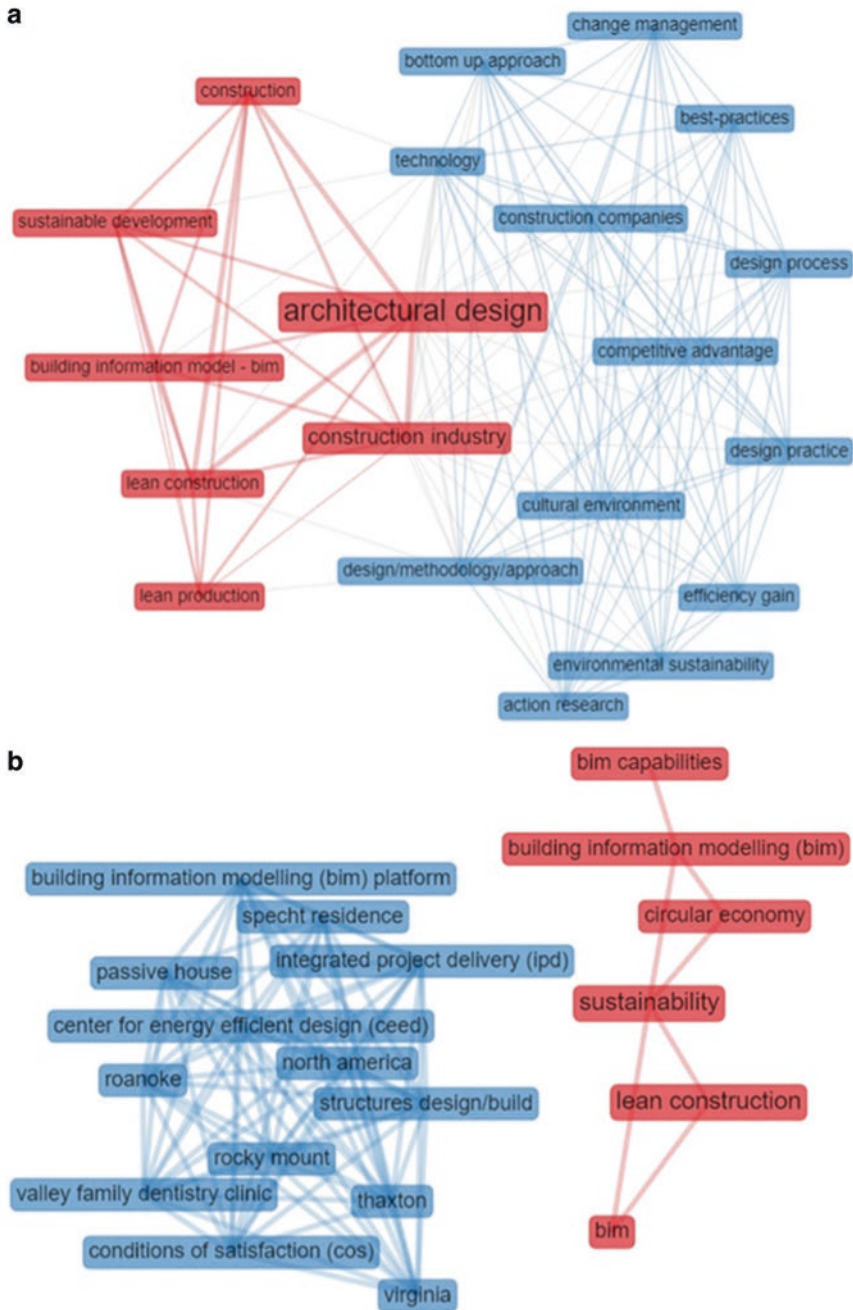 a
change management
bottom up approach
construction
best-practices
technology
sustainable development
construction companies
design process
architectural design
building information model - bim
competitive advantage
construction industry
design practice
lean construction
cultural environment
design/methodology/approach
lean production
efficiency gain
environmental sustainability
action research
b
bim capabilities
building information modelling (bim)
building information modelling (bim) platform
specht residence
circular economy
passive house
integrated project delivery (ipd)
sustainability
center for energy efficient design (ceed)
north america
roanoke
structures design/build
lean construction
rocky mount
valley family dentistry clinic
thaxton
bim
conditions of satisfaction (cos)
virginia